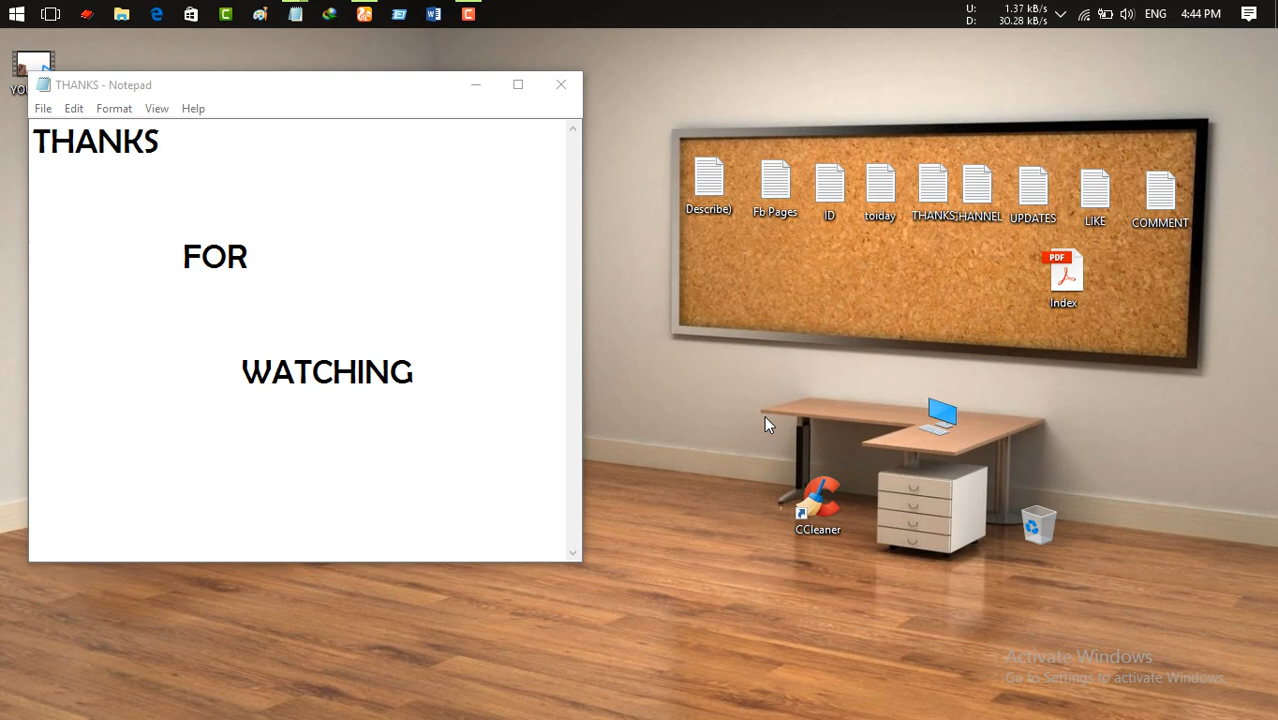 U: 1.37 kB/s
D: 30.28 kB/s
ENG
4:44 PM
THANKS - Notepad
File Edit Format View Help
THANKS
FOR
WATCHING
Describe)
Fb Pages
ID
toiday
THANKS
HANNEL
UPDATES
LIKE
COMMENT
PDF
Index
CCleaner
Activate Windows
Go to Settings to activate Windows.